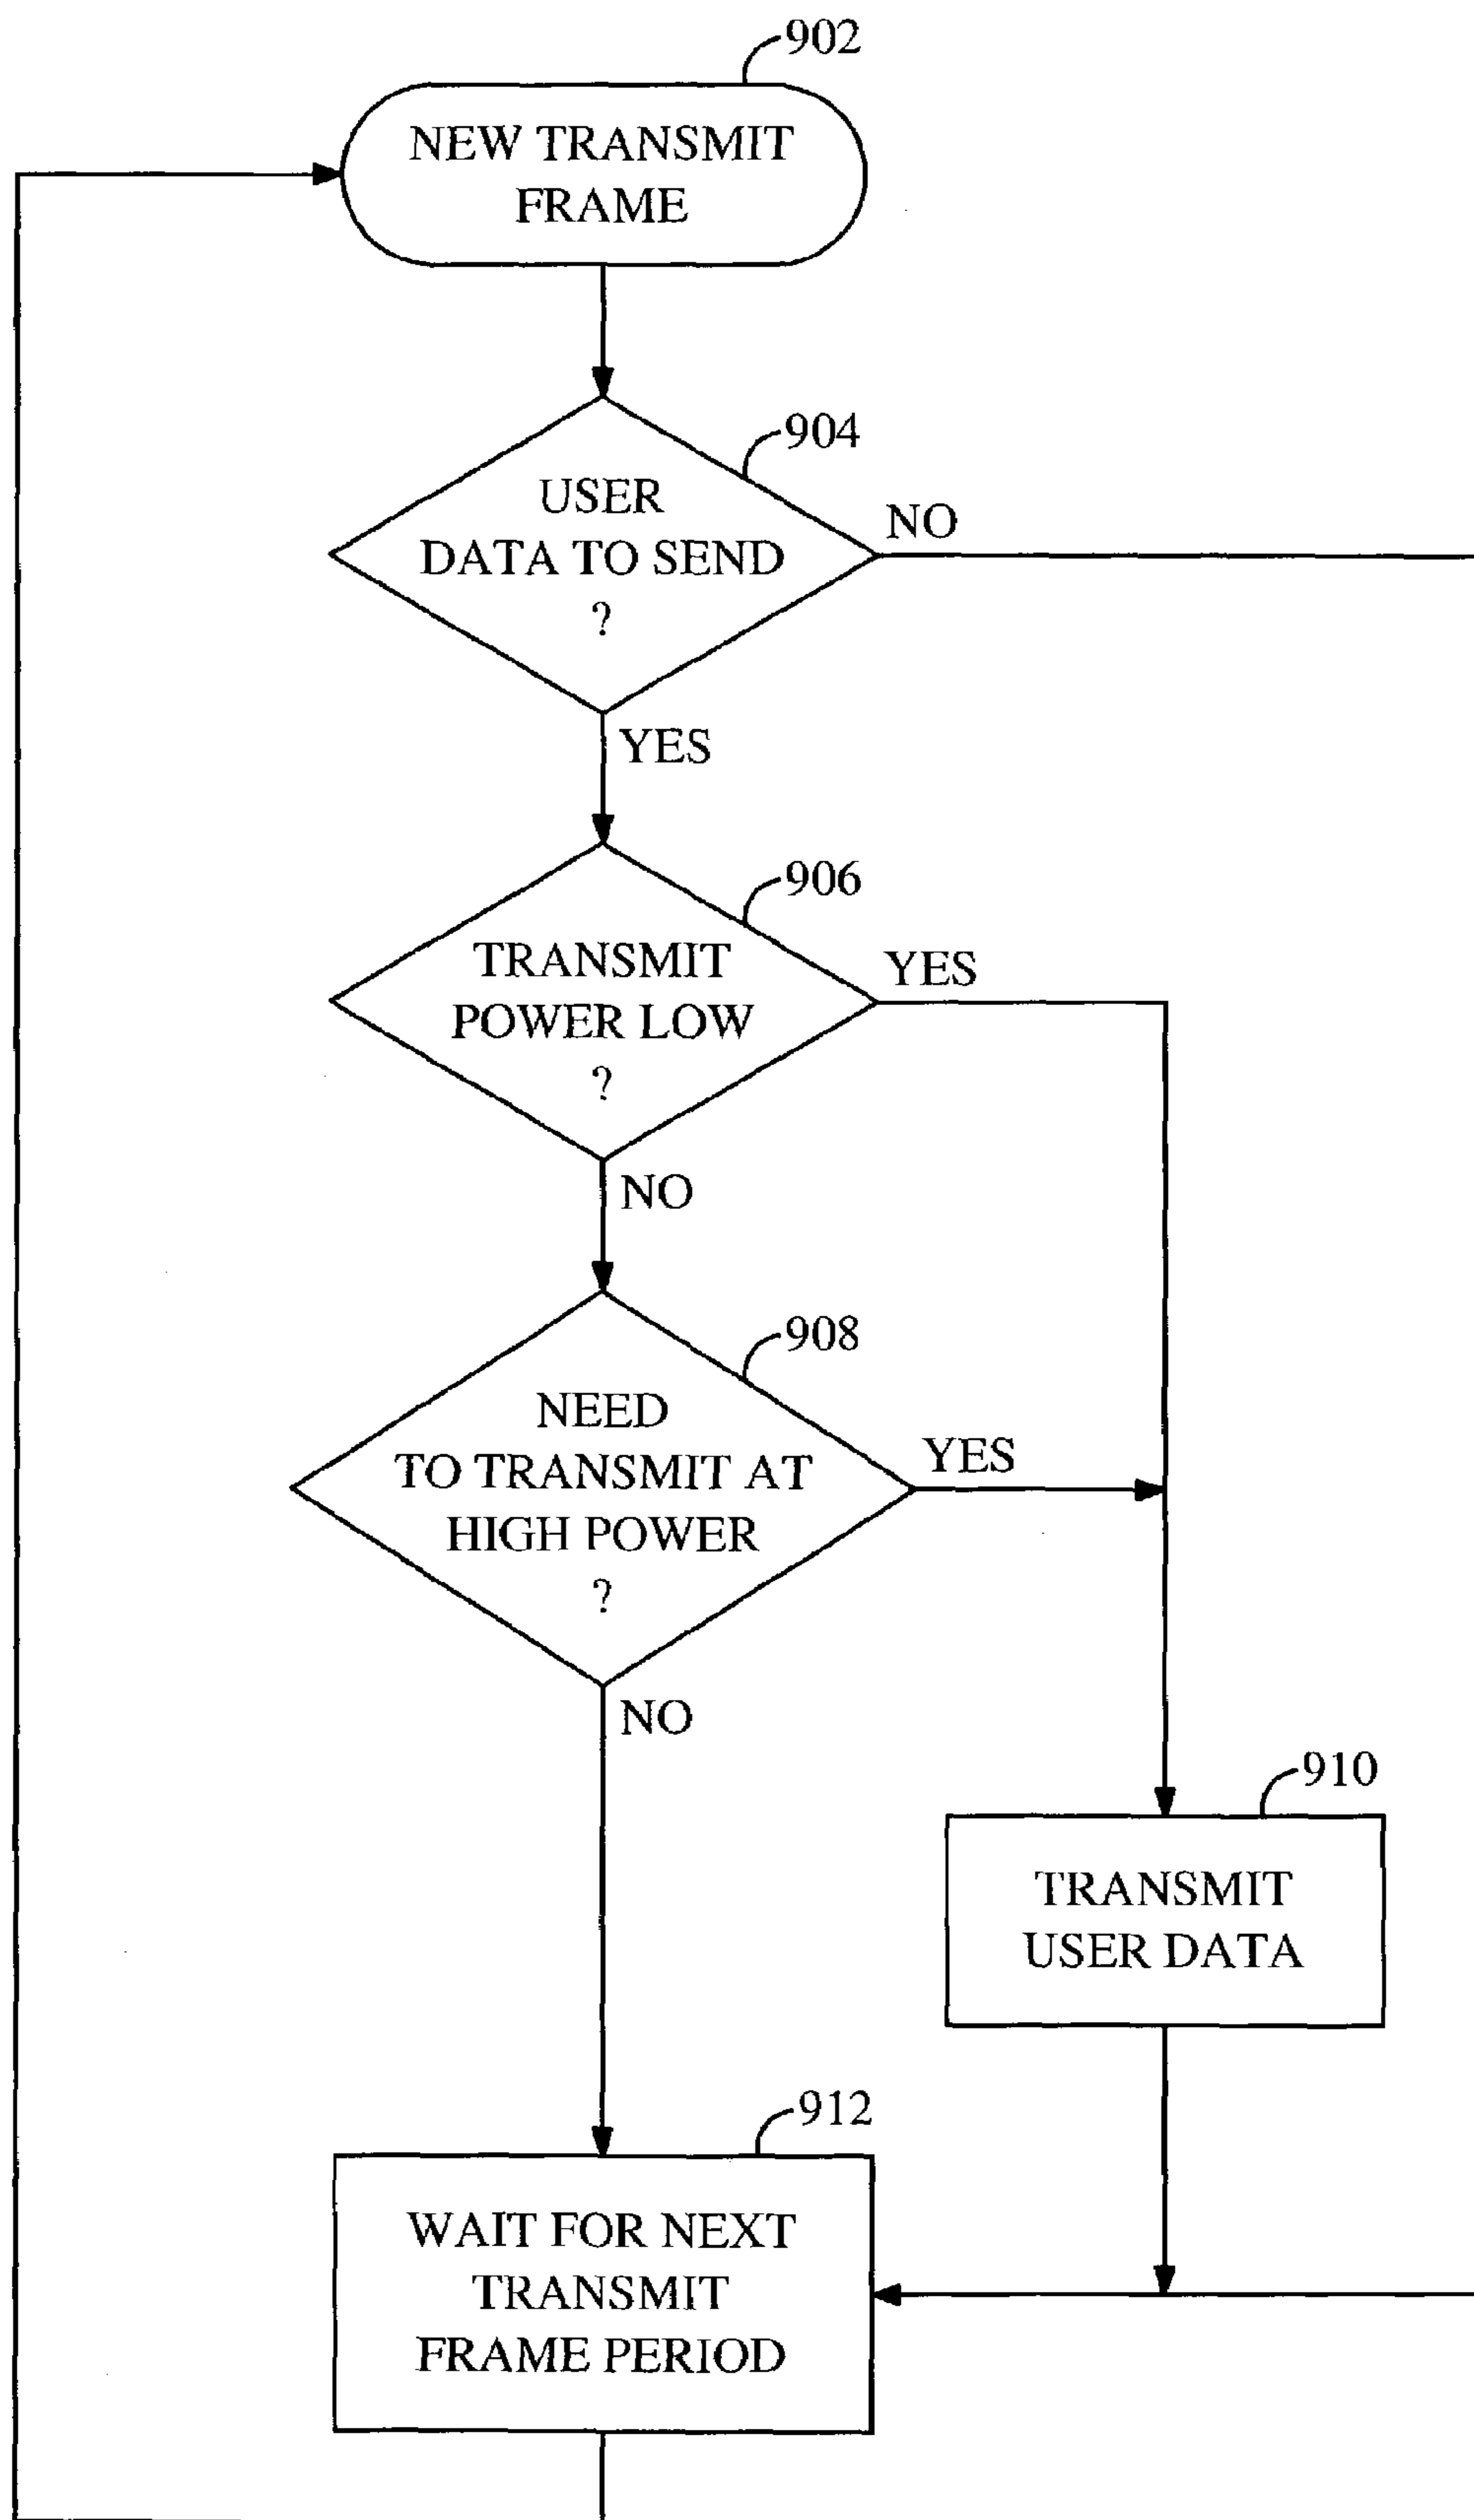 902
NEW TRANSMIT
FRAME
904
USER
DATA TO SEND
?
NO
YES
906
TRANSMIT
POWER LOW
?
YES
NO
908
NEED
TO TRANSMIT AT
HIGH POWER
?
YES
NO
910
TRANSMIT
USER DATA
912
WAIT FOR NEXT
TRANSMIT
FRAME PERIOD